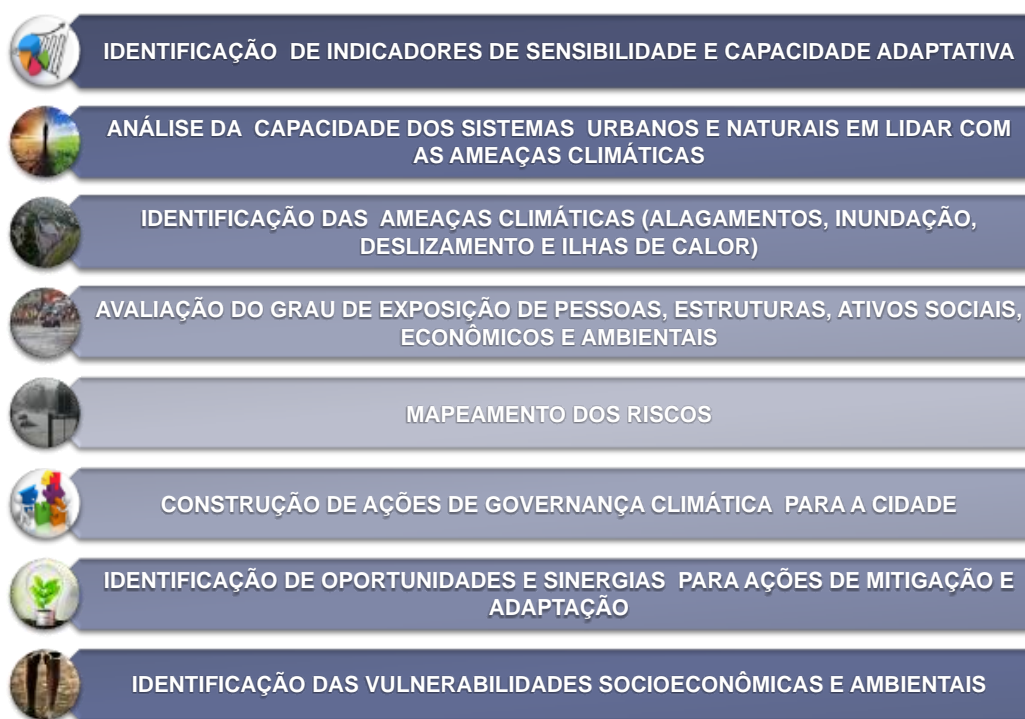 IDENTIFICAÇÃO DE INDICADORES DE SENSIBILIDADE E CAPACIDADE ADAPTATIVA
ANÁLISE DA CAPACIDADE DOS SISTEMAS URBANOS E NATURAIS EM LIDAR COM
AS AMEAÇAS CLIMÁTICAS
IDENTIFICAÇÃO DAS AMEAÇAS CLIMÁTICAS (ALAGAMENTOS, INUNDAÇÃO,
DESLIZAMENTO E ILHAS DE CALOR)
AVALIAÇÃO DO GRAU DE EXPOSIÇÃO DE PESSOAS, ESTRUTURAS, ATIVOS SOCIAIS,
ECONÔMICOS E AMBIENTAIS
MAPEAMENTO DOS RISCOS
CONSTRUÇÃO DE AÇÕES DE GOVERNANÇA CLIMÁTICA PARA A CIDADE
IDENTIFICAÇÃO DE OPORTUNIDADES E SINERGIAS PARA AÇÕES DE MITIGAÇÃO E
ADAPTAÇÃO
IDENTIFICAÇÃO DAS VULNERABILIDADES SOCIOECONÔMICAS E AMBIENTAIS